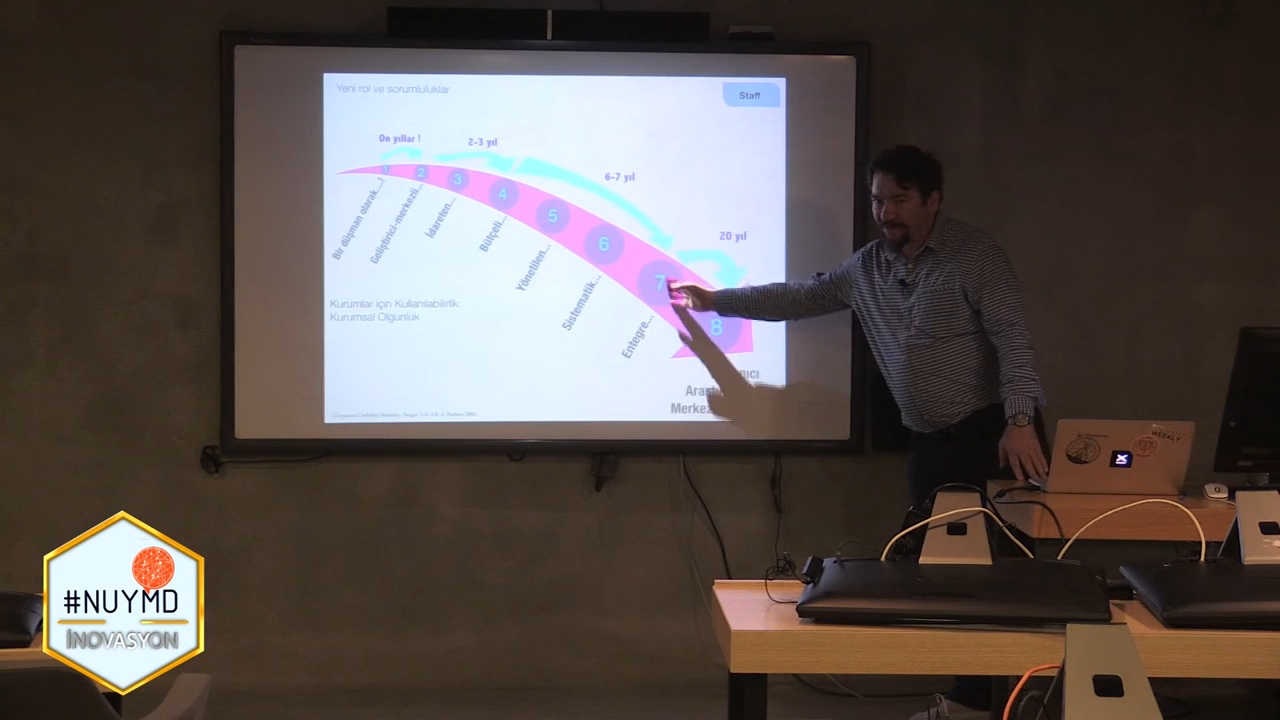 Yeni rol ve sorumluluklar
Staff
On yıllar !
2-3 yıl
6-7 yıl
20 yıl
1
2
3
4
5
6
7
8
Bir düşman olarak...!
Geliştirici-merkezli...
İdareten...
Bütçeli...
Yönetilen...
Sistematik...
Entegre...
Kurumlar için Kullanılabilirlik:
Kurumsal Olgunluk
WEEKLY
#NUYMD
İNOVASYON